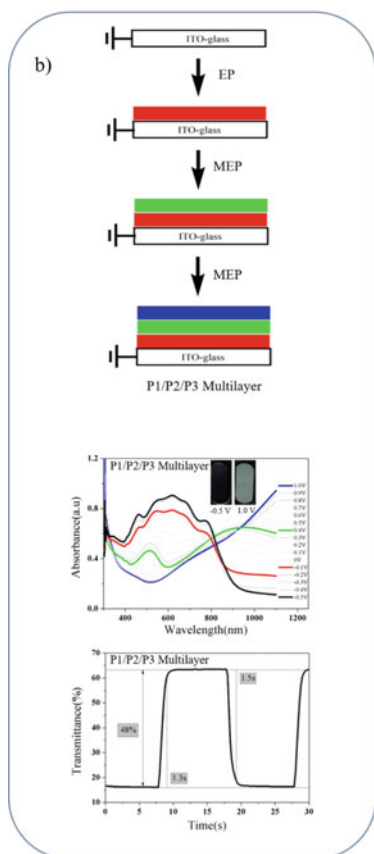 b)
ITO-glass
EP
ITO-glass
MEP
ITO-glass
MEP
ITO-glass
P1/P2/P3 Multilayer
P1/P2/P3 Multilayer
-0.5 V 1.0 V
1.0V
0.9V
0.8V
0.7V
0.6V
0.5V
0.4V
0.3V
0.2V
0.1V
0V
-0.1V
-0.2V
-0.3V
-0.4V
-0.5V
Absorbance(a.u)
1.2
0.8
0.4
0.0
400 600 800 1000 1200
Wavelength(nm)
P1/P2/P3 Multilayer
Transmittance(%)
70
60
50
40
30
20
10
48%
1.3s
1.5s
0 5 10 15 20 25 30
Time(s)